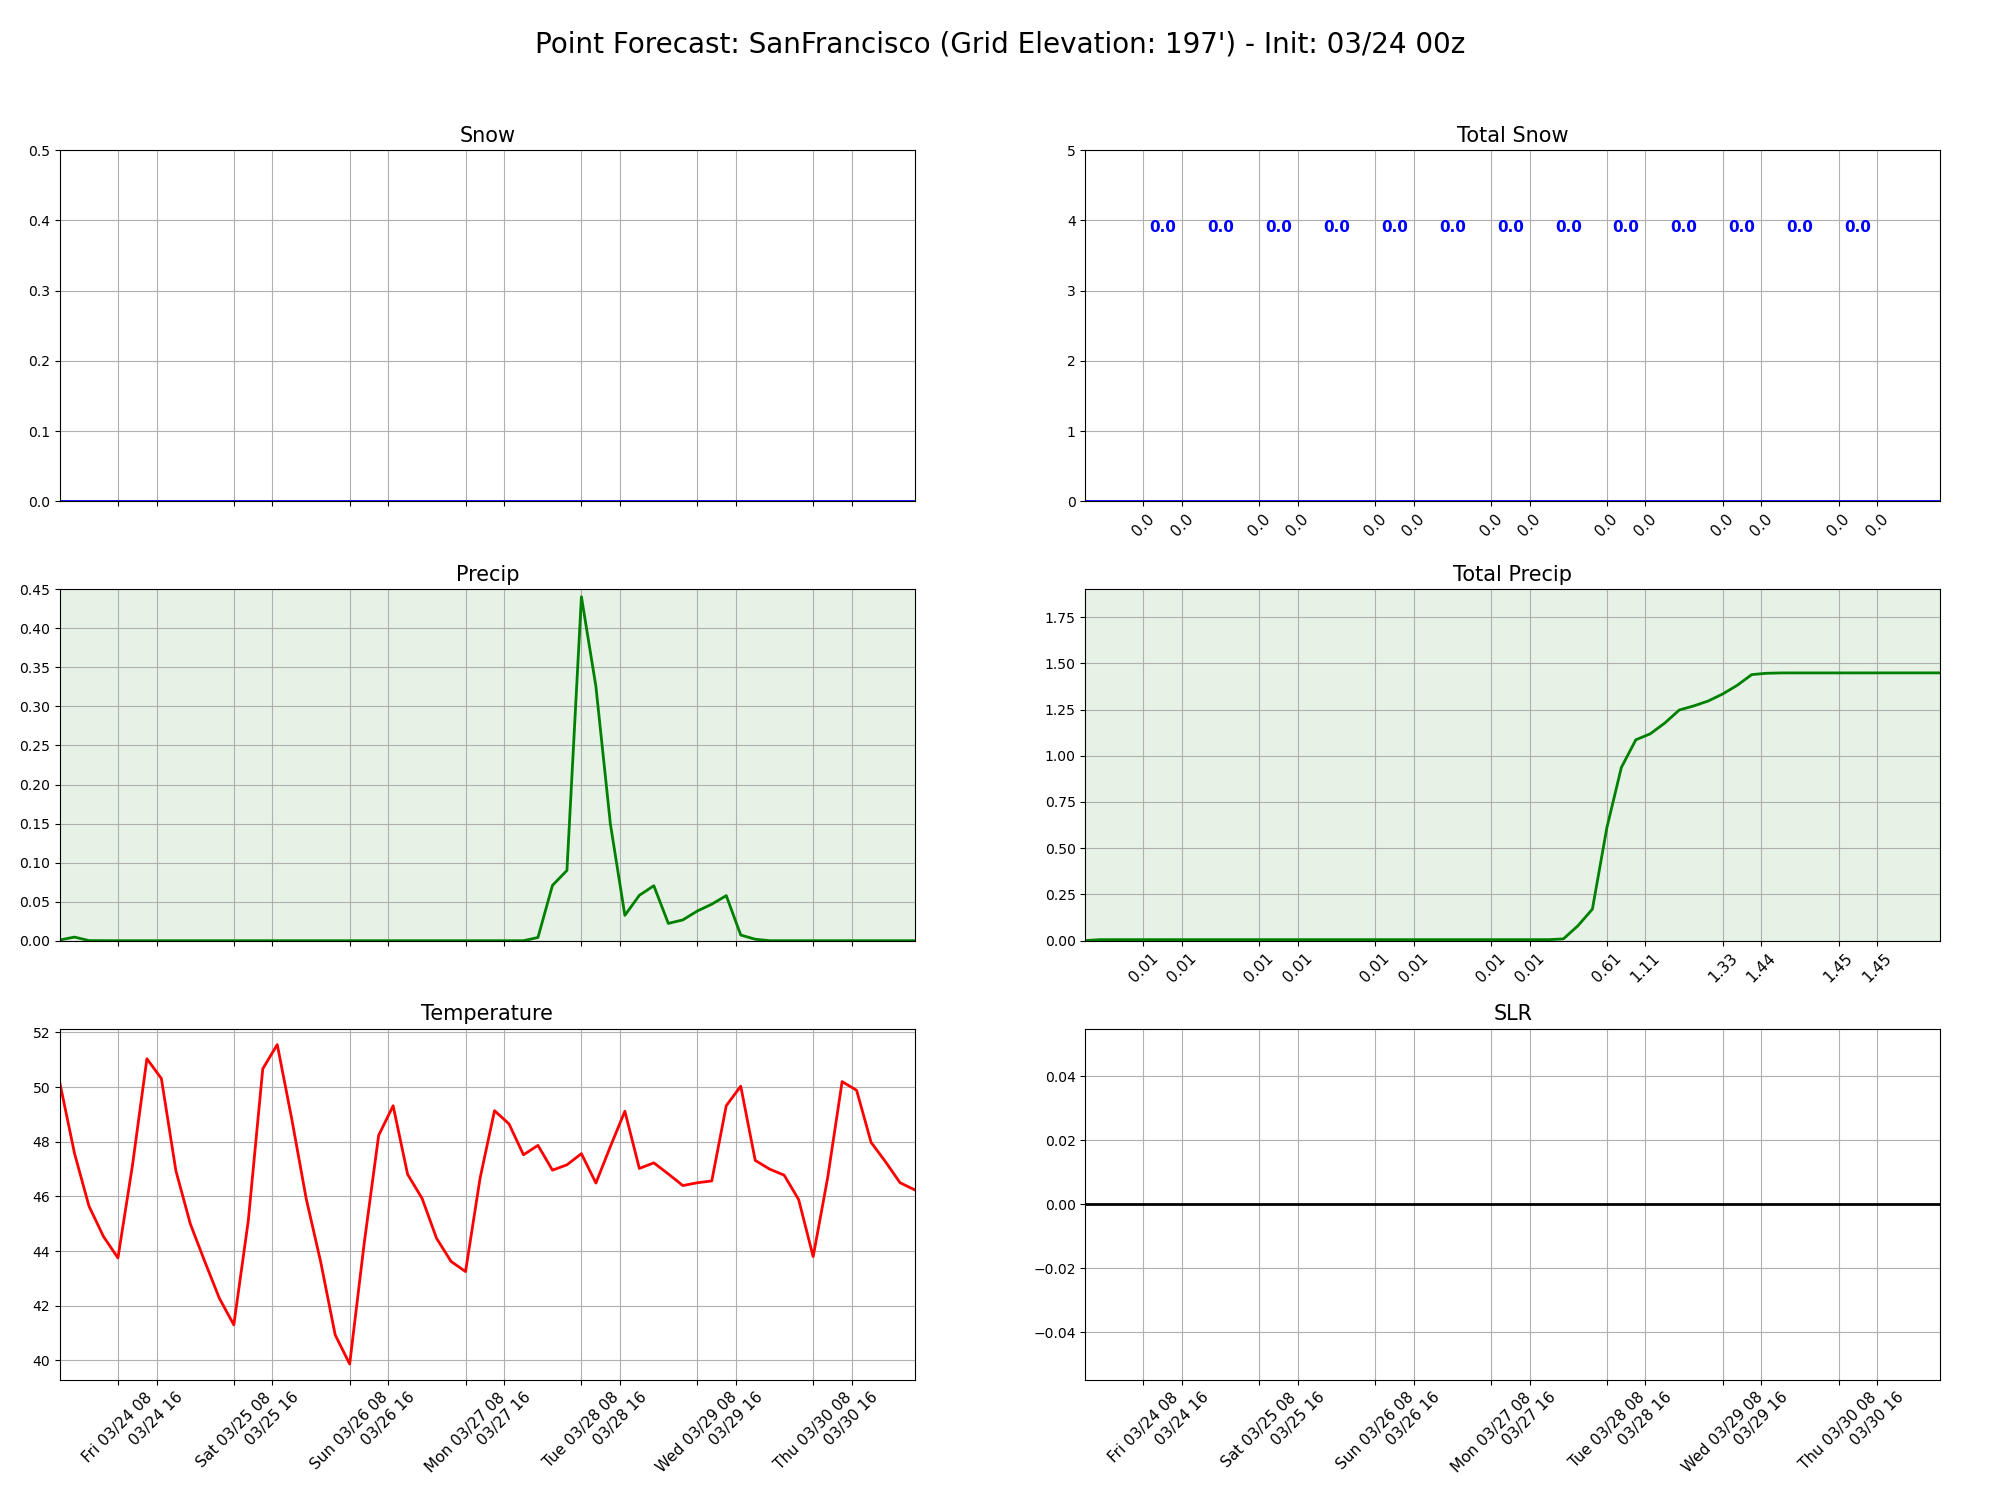 Point Forecast: SanFrancisco (Grid Elevation: 197') - Init: 03/24 00z
Snow
0.5
0.4
0.3
0.2
0.1
0.0
Total Snow
5
4
3
2
1
0
0.0 0.0 0.0 0.0 0.0 0.0 0.0 0.0 0.0 0.0 0.0 0.0 0.0
0.0 0.0 0.0 0.0 0.0 0.0 0.0 0.0 0.0 0.0 0.0 0.0 0.0 0.0
Precip
0.45
0.40
0.35
0.30
0.25
0.20
0.15
0.10
0.05
0.00
Total Precip
1.75
1.50
1.25
1.00
0.75
0.50
0.25
0.00
0.01 0.01 0.01 0.01 0.01 0.01 0.01 0.01 0.61 1.11 1.33 1.44 1.45 1.45
Temperature
52
50
48
46
44
42
40
Fri 03/24 08
03/24 16
Sat 03/25 08
03/25 16
Sun 03/26 08
03/26 16
Mon 03/27 08
03/27 16
Tue 03/28 08
03/28 16
Wed 03/29 08
03/29 16
Thu 03/30 08
03/30 16
SLR
0.04
0.02
0.00
−0.02
−0.04
Fri 03/24 08
03/24 16
Sat 03/25 08
03/25 16
Sun 03/26 08
03/26 16
Mon 03/27 08
03/27 16
Tue 03/28 08
03/28 16
Wed 03/29 08
03/29 16
Thu 03/30 08
03/30 16